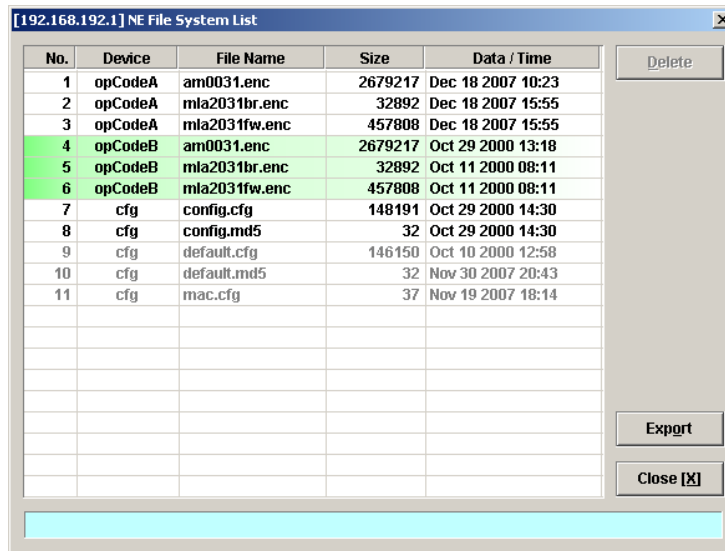 [192.168.192.1] NE File System List
No. Device File Name Size Data / Time
1 opCodeA am0031.enc 2679217 Dec 18 2007 10:23
2 opCodeA mla2031br.enc 32892 Dec 18 2007 15:55
3 opCodeA mla2031fw.enc 457808 Dec 18 2007 15:55
4 opCodeB am0031.enc 2679217 Oct 29 2000 13:18
5 opCodeB mla2031br.enc 32892 Oct 11 2000 08:11
6 opCodeB mla2031fw.enc 457808 Oct 11 2000 08:11
7 cfg config.cfg 148191 Oct 29 2000 14:30
8 cfg config.md5 32 Oct 29 2000 14:30
9 cfg default.cfg 146150 Oct 10 2000 12:58
10 cfg default.md5 32 Nov 30 2007 20:43
11 cfg mac.cfg 37 Nov 19 2007 18:14
Delete
Export
Close [X]